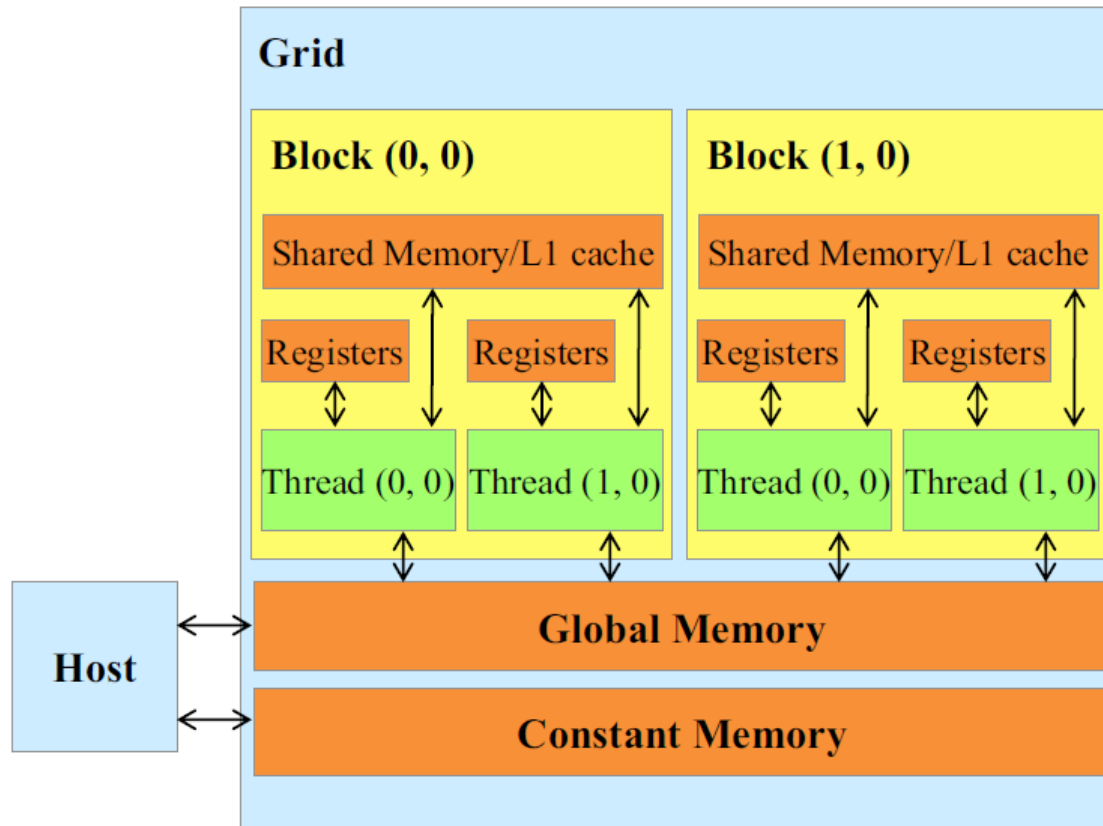 Grid
Block (0, 0)
Block (1, 0)
Shared Memory/L1 cache
Shared Memory/L1 cache
Registers
Registers
Registers
Registers
Thread (0, 0)
Thread (1, 0)
Thread (0, 0)
Thread (1, 0)
Host
Global Memory
Constant Memory